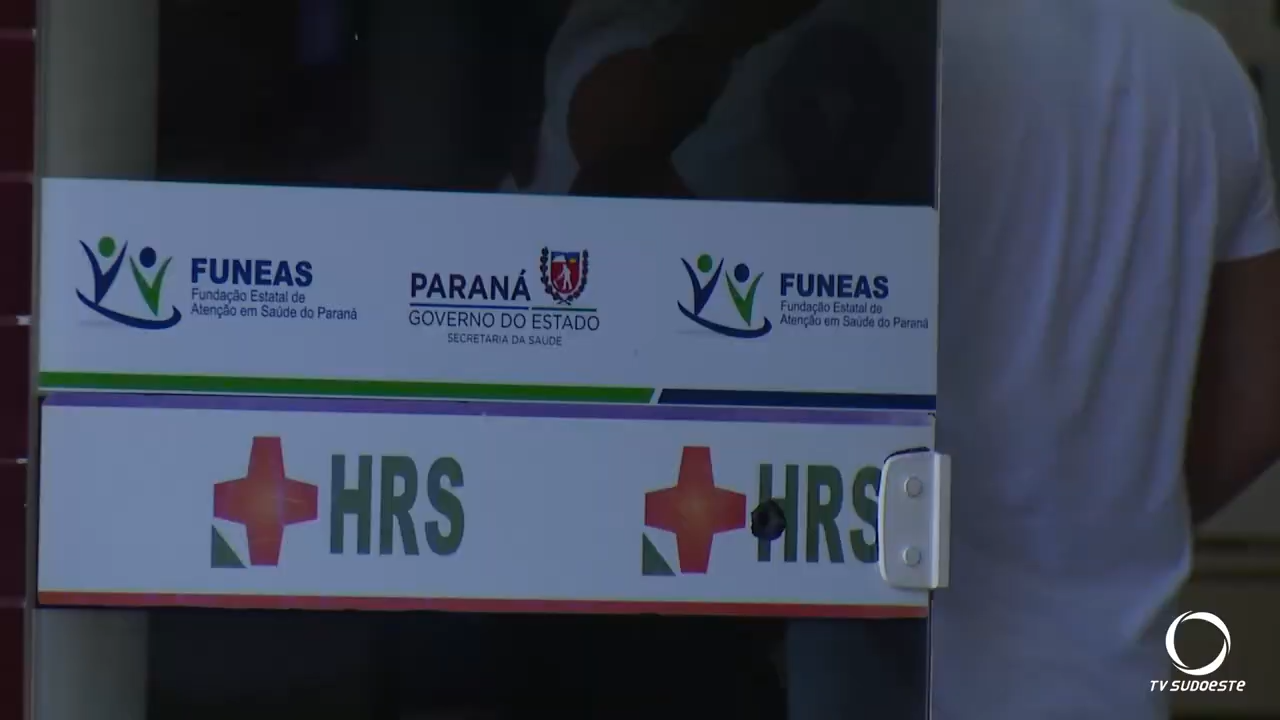 FUNEAS
Fundação Estatal de
Atenção em Saúde do Paraná
PARANÁ
GOVERNO DO ESTADO
SECRETARIA DA SAÚDE
FUNEAS
Fundação Estatal de
Atenção em Saúde do Paraná
HRS
HRS
TV SUDOESTE